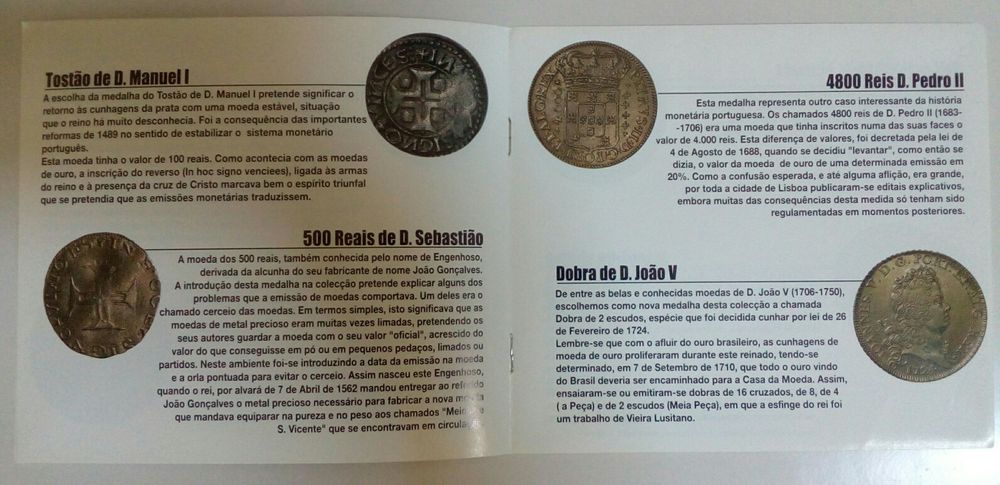 Tostão de D. Manuel I
A escolha da medalha do Tostão de D. Manuel I pretende significar o
retorno às cunhagens da prata com uma moeda estável, situação
que o reino há muito desconhecia. Foi a consequência das importantes
reformas de 1489 no sentido de estabilizar o sistema monetário
português.
Esta moeda tinha o valor de 100 reais. Como acontecia com as moedas
de ouro, a inscrição do reverso (In hoc signo venciees), ligada às armas
do reino e à presença da cruz de Cristo marcava bem o espírito triunfal
que se pretendia que as emissões monetárias traduzissem.
500 Reais de D. Sebastião
A moeda dos 500 reais, também conhecida pelo nome de Engenhoso,
derivada da alcunha do seu fabricante de nome João Gonçalves.
A introdução desta medalha na colecção pretende explicar alguns dos
problemas que a emissão de moedas comportava. Um deles era o
chamado cerceio das moedas. Em termos simples, isto significava que as
moedas de metal precioso eram muitas vezes limadas, pretendendo os
seus autores guardar a moeda com o seu valor "oficial", acrescido do
valor do que conseguisse em pó ou em pequenos pedaços, limados ou
partidos. Neste ambiente foi-se introduzindo a data da emissão na moeda
e a orla pontuada para evitar o cerceio. Assim nasceu este Engenhoso,
quando o rei, por alvará de 7 de Abril de 1562 mandou entregar ao referido
João Gonçalves o metal precioso necessário para fabricar a nova moeda
que mandava equiparar na pureza e no peso aos chamados "Meio de
S. Vicente" que se encontravam em circulação.
4800 Reis D. Pedro II
Esta medalha representa outro caso interessante da história
monetária portuguesa. Os chamados 4800 reis de D. Pedro II (1683-
-1706) era uma moeda que tinha inscritos numa das suas faces o
valor de 4.000 reis. Esta diferença de valores, foi decretada pela lei de
4 de Agosto de 1688, quando se decidiu "levantar", como então se
dizia, o valor da moeda de ouro de uma determinada emissão em
20%. Como a confusão esperada, e até alguma aflição, era grande,
por toda a cidade de Lisboa publicaram-se editais explicativos,
embora muitas das consequências desta medida só tenham sido
regulamentadas em momentos posteriores.
Dobra de D. João V
De entre as belas e conhecidas moedas de D. João V (1706-1750),
escolhemos como nova medalha desta colecção a chamada
Dobra de 2 escudos, espécie que foi decidida cunhar por lei de 26
de Fevereiro de 1724.
Lembre-se que com o afluir do ouro brasileiro, as cunhagens de
moeda de ouro proliferaram durante este reinado, tendo-se
determinado, em 7 de Setembro de 1710, que todo o ouro vindo
do Brasil deveria ser encaminhado para a Casa da Moeda. Assim,
ensaiaram-se ou emitiram-se dobras de 16 cruzados, de 8, de 4
( a Peça) e de 2 escudos (Meia Peça), em que a esfinge do rei foi
um trabalho de Vieira Lusitano.